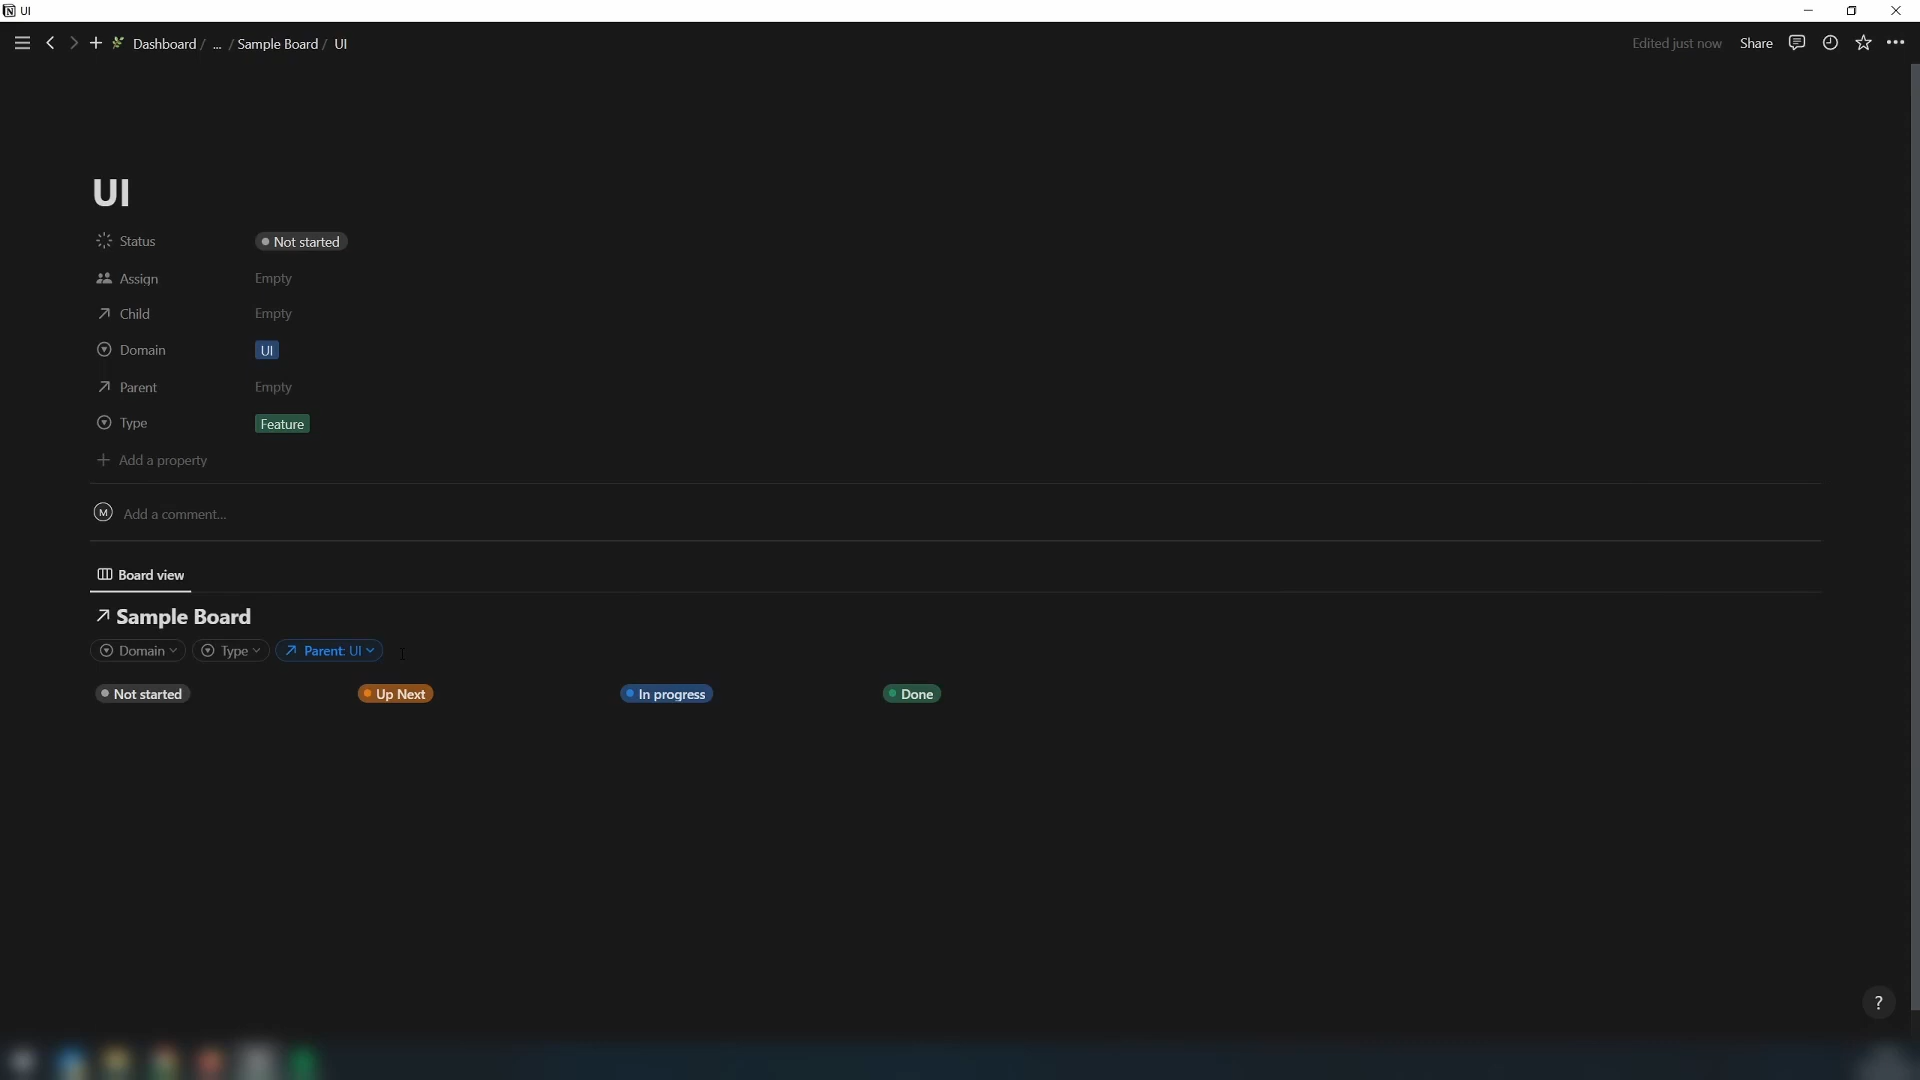 UI
Dashboard / ... / Sample Board / UI
Edited just now Share
UI
Status Not started
Assign Empty
Child Empty
Domain UI
Parent Empty
Type Feature
Add a property
M Add a comment...
Board view
Sample Board
Domain Type Parent: UI
Not started Up Next In progress Done
?